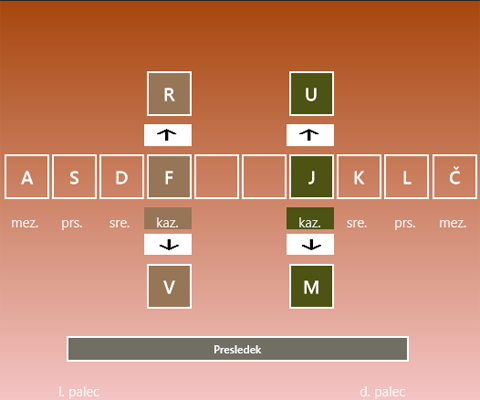 R U
A S D F J K L Č
mez. prs. sre. kaz. kaz. sre. prs. mez.
V M
Presledek
l. palec d. palec